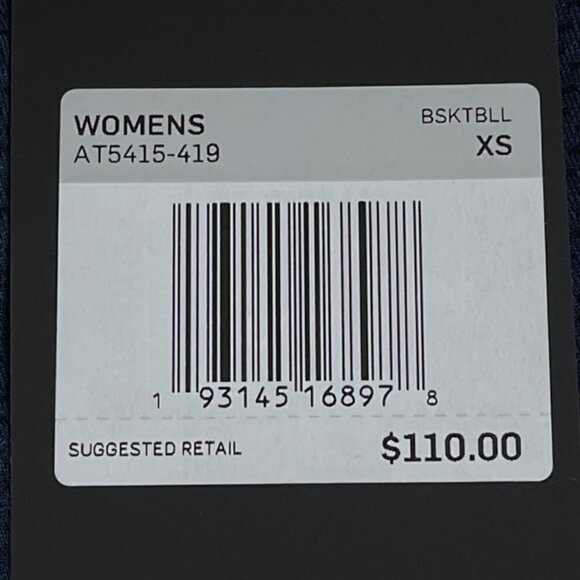 WOMENS
AT5415-419
BSKTBLL
XS
1 93145 16897 8
SUGGESTED RETAIL $110.00